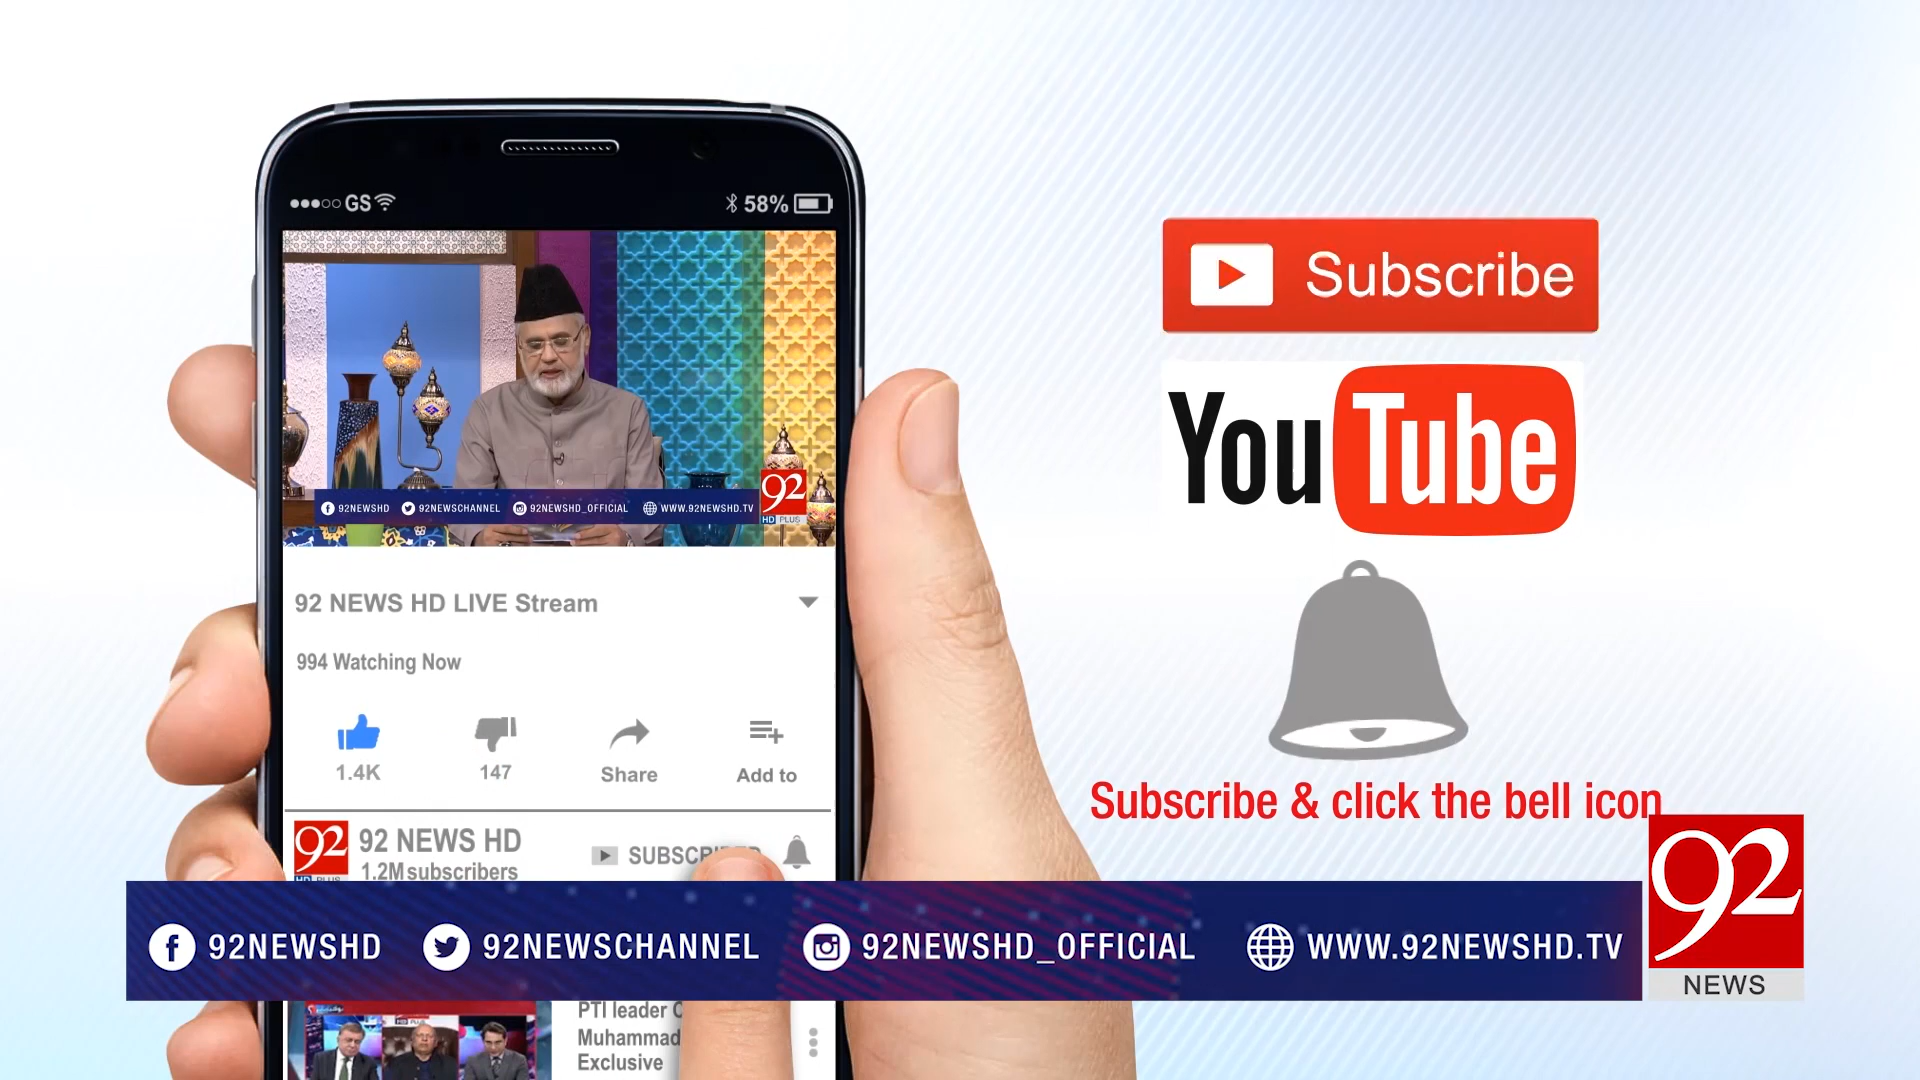 GS
58%
92NEWSHD
92NEWSCHANNEL
92NEWSHD_OFFICIAL
WWW.92NEWSHD.TV
92
HD PLUS
92 NEWS HD LIVE Stream
994 Watching Now
1.4K
147
Share
Add to
92
92 NEWS HD
1.2M subscribers
PTI leader
Muhammad
Exclusive
Subscribe
YouTube
Subscribe & click the bell icon
92NEWSHD
92NEWSCHANNEL
92NEWSHD_OFFICIAL
WWW.92NEWSHD.TV
92
NEWS